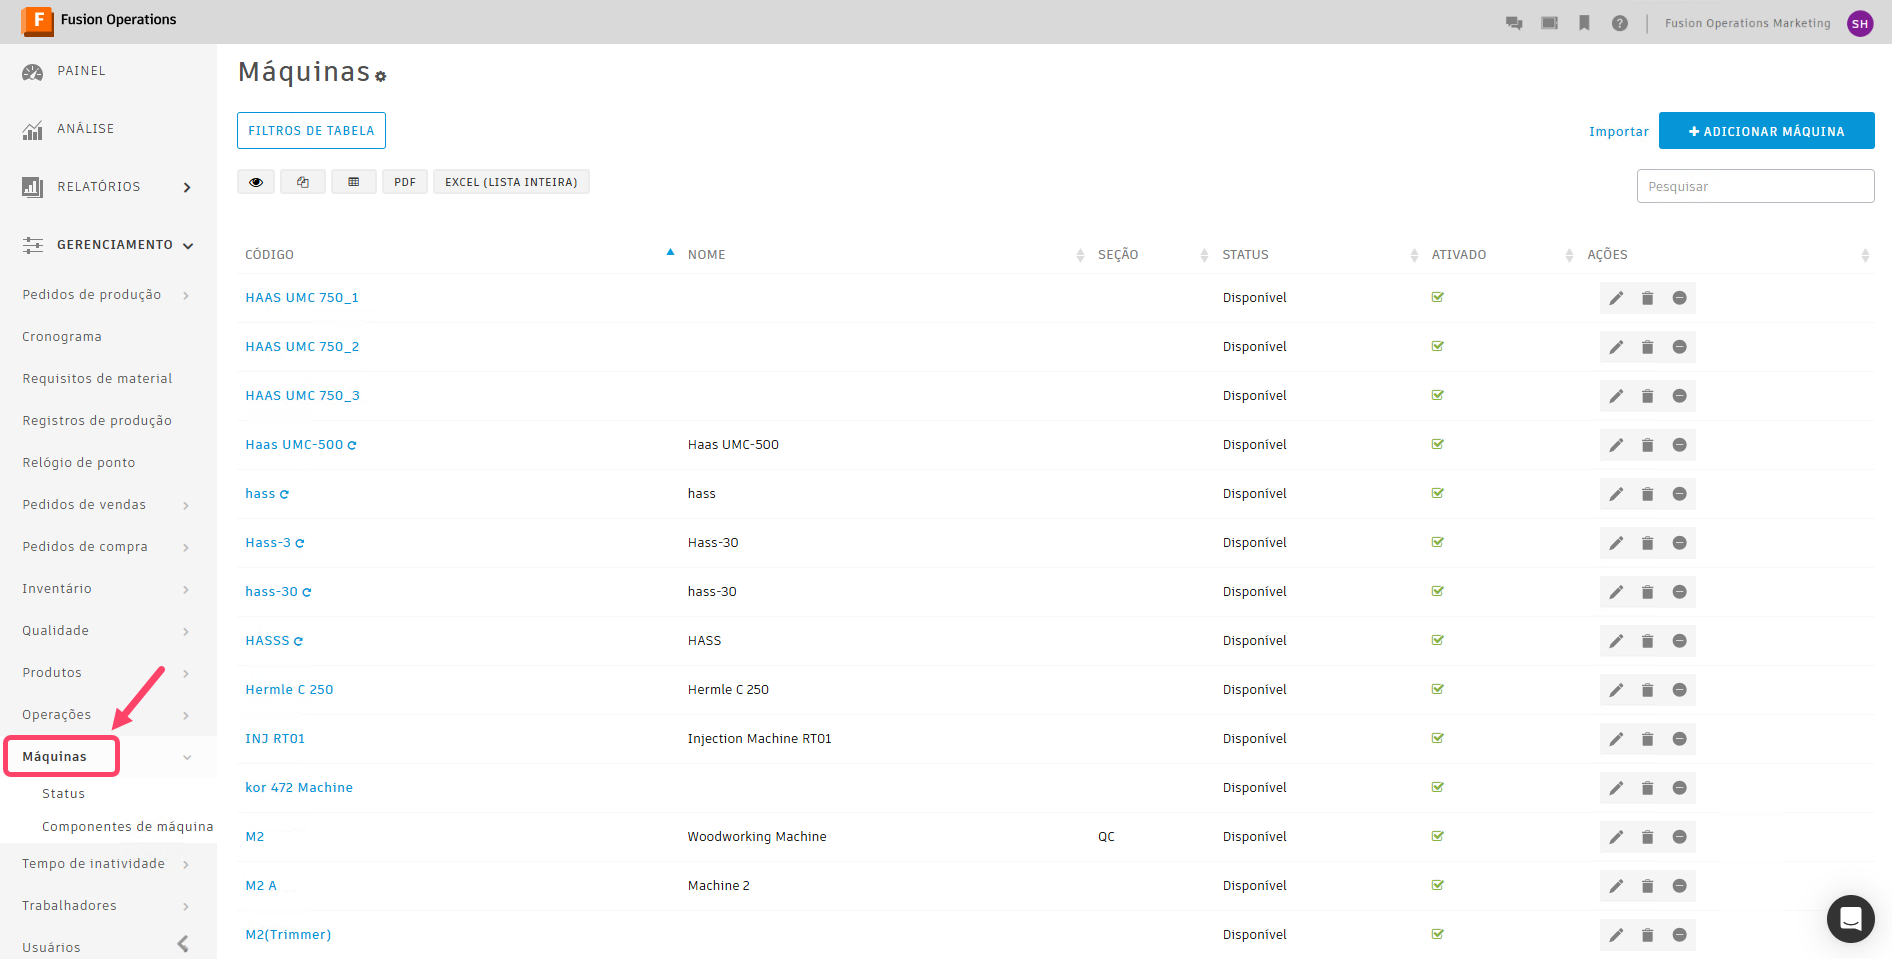 F Fusion Operations
? Fusion Operations Marketing SH
PAINEL
ANÁLISE
RELATÓRIOS
GERENCIAMENTO
Pedidos de produção
Cronograma
Requisitos de material
Registros de produção
Relógio de ponto
Pedidos de vendas
Pedidos de compra
Inventário
Qualidade
Produtos
Operações
Máquinas
Status
Componentes de máquina
Tempo de inatividade
Trabalhadores
Usuários
Máquinas
FILTROS DE TABELA
Importar + ADICIONAR MÁQUINA
PDF EXCEL (LISTA INTEIRA)
Pesquisar
CÓDIGO NOME SEÇÃO STATUS ATIVADO AÇÕES
HAAS UMC 750_1 Disponível
HAAS UMC 750_2 Disponível
HAAS UMC 750_3 Disponível
Haas UMC-500 Haas UMC-500 Disponível
hass hass Disponível
Hass-3 Hass-30 Disponível
hass-30 hass-30 Disponível
HASSS HASS Disponível
Hermle C 250 Hermle C 250 Disponível
INJ RT01 Injection Machine RT01 Disponível
kor 472 Machine Disponível
M2 Woodworking Machine QC Disponível
M2 A Machine 2 Disponível
M2(Trimmer) Disponível